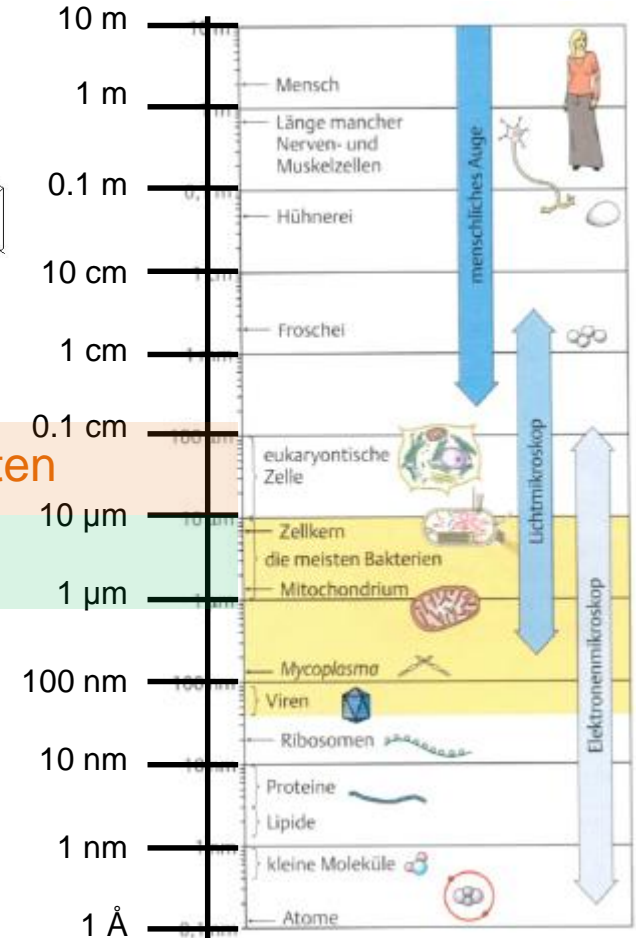 10 m
1 m
0.1 m
10 cm
1 cm
0.1 cm
10 µm
1 µm
100 nm
10 nm
1 nm
1 Å
Mensch
Länge mancher
Nerven- und
Muskelzellen
Hühnerei
Froschei
eukaryontische
Zelle
Zellkern
die meisten Bakterien
Mitochondrium
Mycoplasma
Viren
Ribosomen
Proteine
Lipide
kleine Moleküle
Atome
menschliches Auge
Lichtmikroskop
Elektronenmikroskop